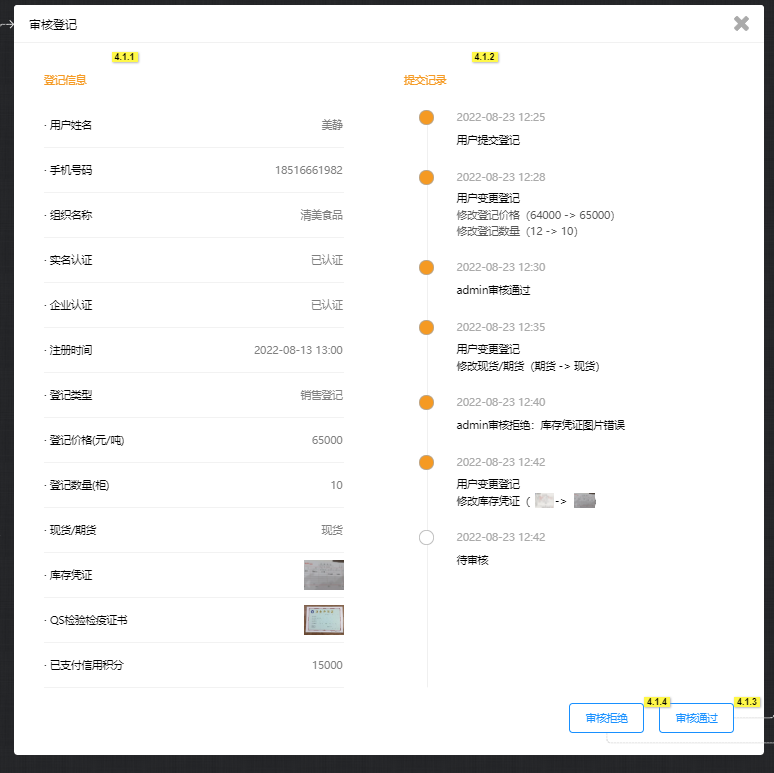 审核登记
4.1.1
登记信息
· 用户姓名 美静
· 手机号码 18516661982
· 组织名称 清美食品
· 实名认证 已认证
· 企业认证 已认证
· 注册时间 2022-08-13 13:00
· 登记类型 销售登记
· 登记价格(元/吨) 65000
· 登记数量(柜) 10
· 现货/期货 现货
· 库存凭证
· QS检验检疫证书
· 已支付信用积分 15000
4.1.2
提交记录
2022-08-23 12:25
用户提交登记
2022-08-23 12:28
用户变更登记
修改登记价格（64000 -> 65000）
修改登记数量（12 -> 10）
2022-08-23 12:30
admin审核通过
2022-08-23 12:35
用户变更登记
修改现货/期货（期货 -> 现货）
2022-08-23 12:40
admin审核拒绝：库存凭证图片错误
2022-08-23 12:42
用户变更登记
修改库存凭证（ -> ）
2022-08-23 12:42
待审核
4.1.4
审核拒绝
4.1.3
审核通过